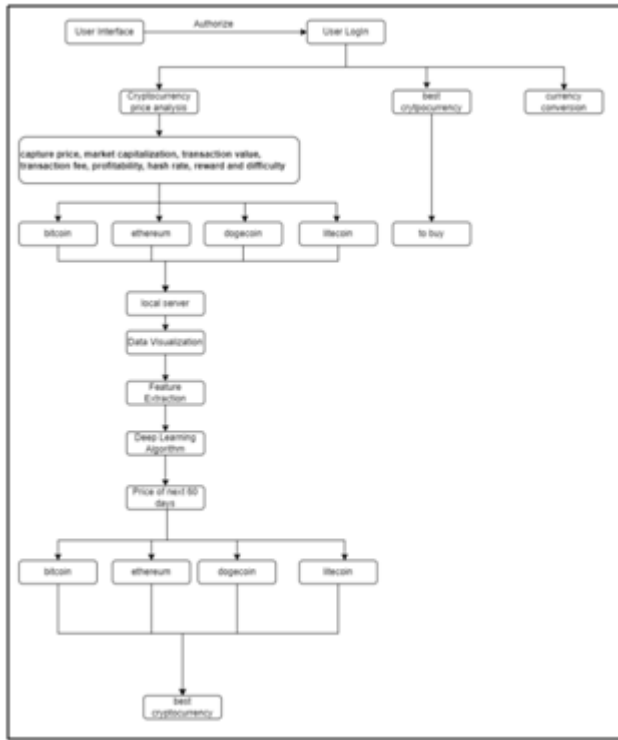 User Interface
Authorize
User LogIn
Cryptocurrency
price analysis
best
crytpocurrency
currency
conversion
capture price, market capitalization, transaction value,
transaction fee, profitability, hash rate, reward and difficulty
bitcoin
ethereum
dogecoin
litecoin
to buy
local server
Data Visualization
Feature
Extraction
Deep Learning
Algorithm
Price of next 60
days
bitcoin
ethereum
dogecoin
litecoin
best
cryptocurrency